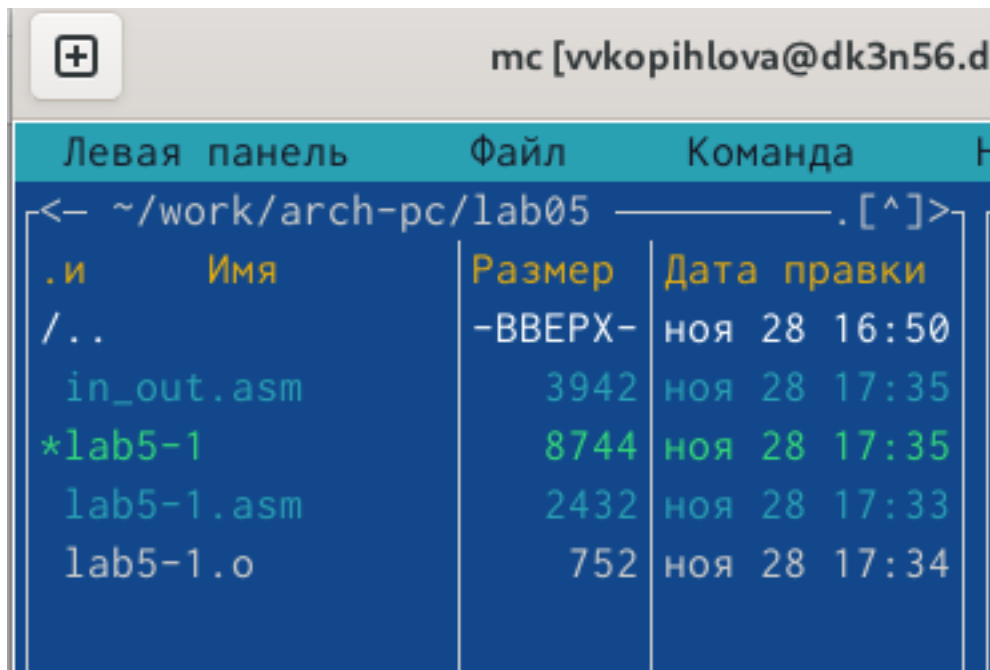 mc [vvkopihlova@dk3n56.d
Левая панель Файл Команда
<— ~/work/arch-pc/lab05 .[^]>
.и Имя Размер Дата правки
/.. -ВВЕРХ- ноя 28 16:50
in_out.asm 3942 ноя 28 17:35
*lab5-1 8744 ноя 28 17:35
lab5-1.asm 2432 ноя 28 17:33
lab5-1.o 752 ноя 28 17:34